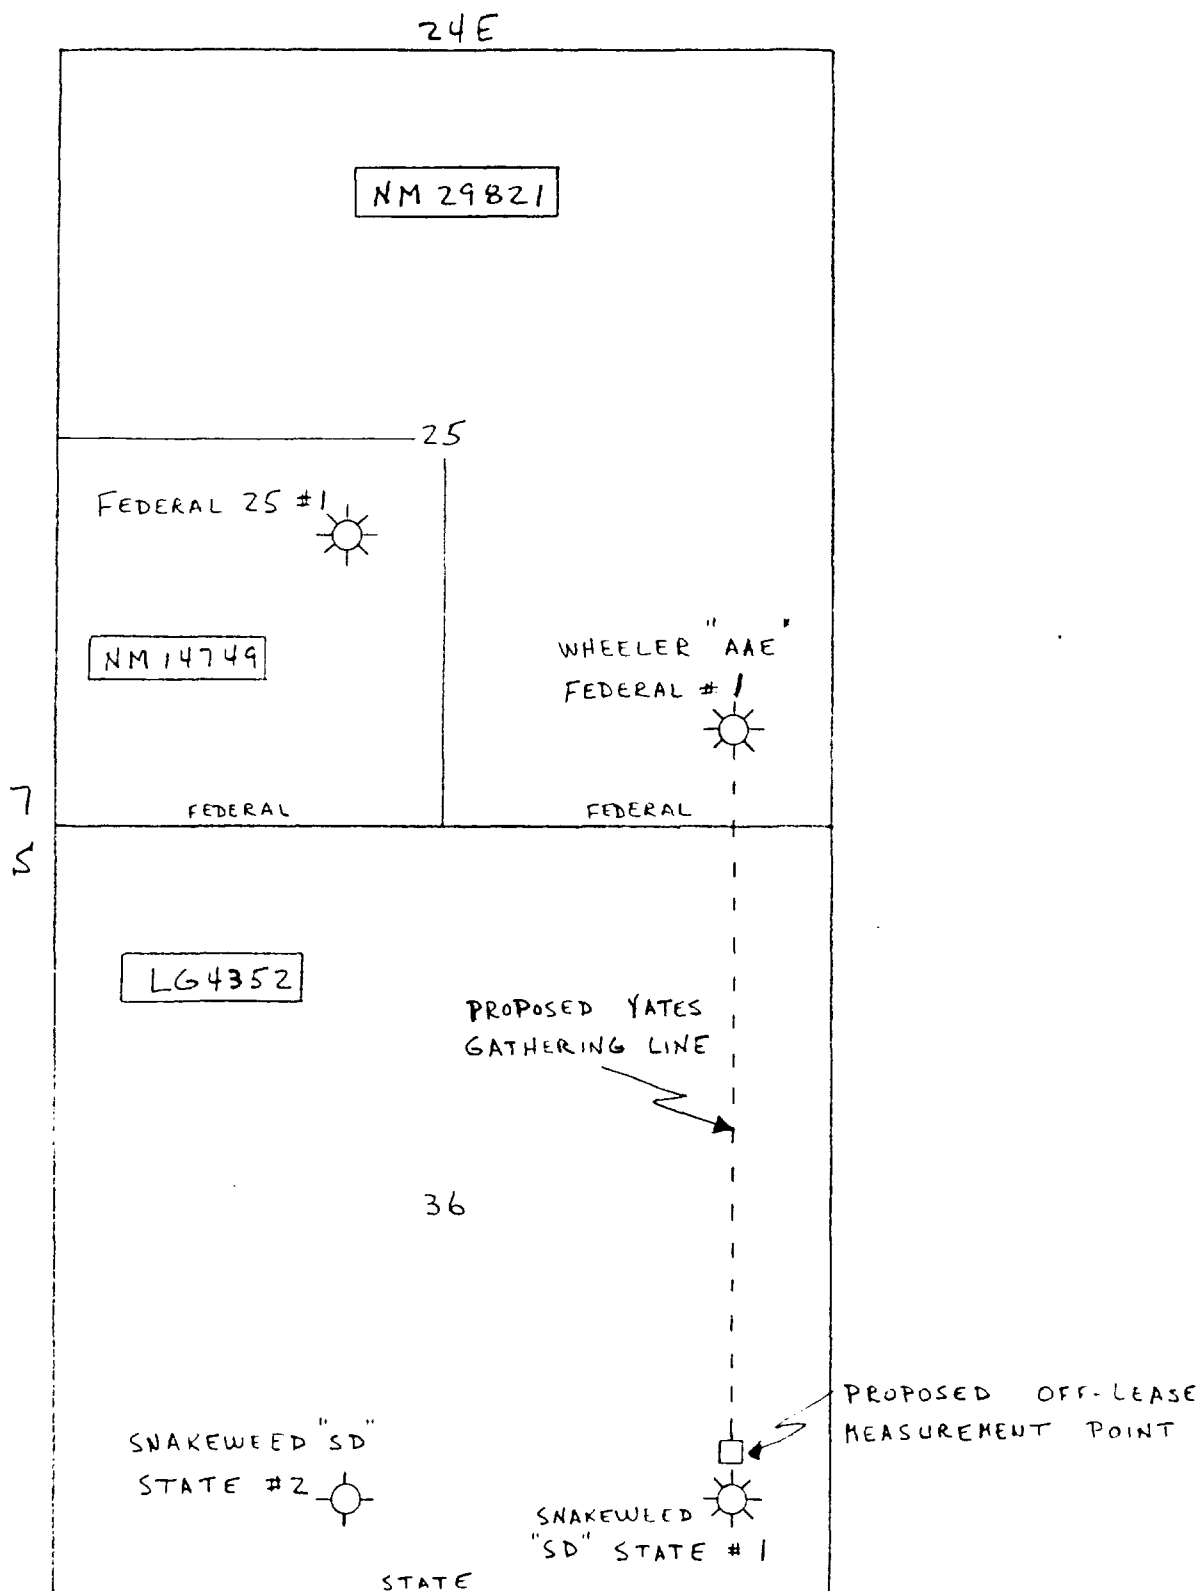 24E
NM 29821
25
FEDERAL 25 #1
NM 14749
WHEELER "AAE"
FEDERAL #1
FEDERAL
FEDERAL
7
S
LG4352
PROPOSED YATES
GATHERING LINE
36
PROPOSED OFF-LEASE
MEASUREMENT POINT
SNAKEWEED "SD"
STATE #2
SNAKEWEED
"SD" STATE #1
STATE